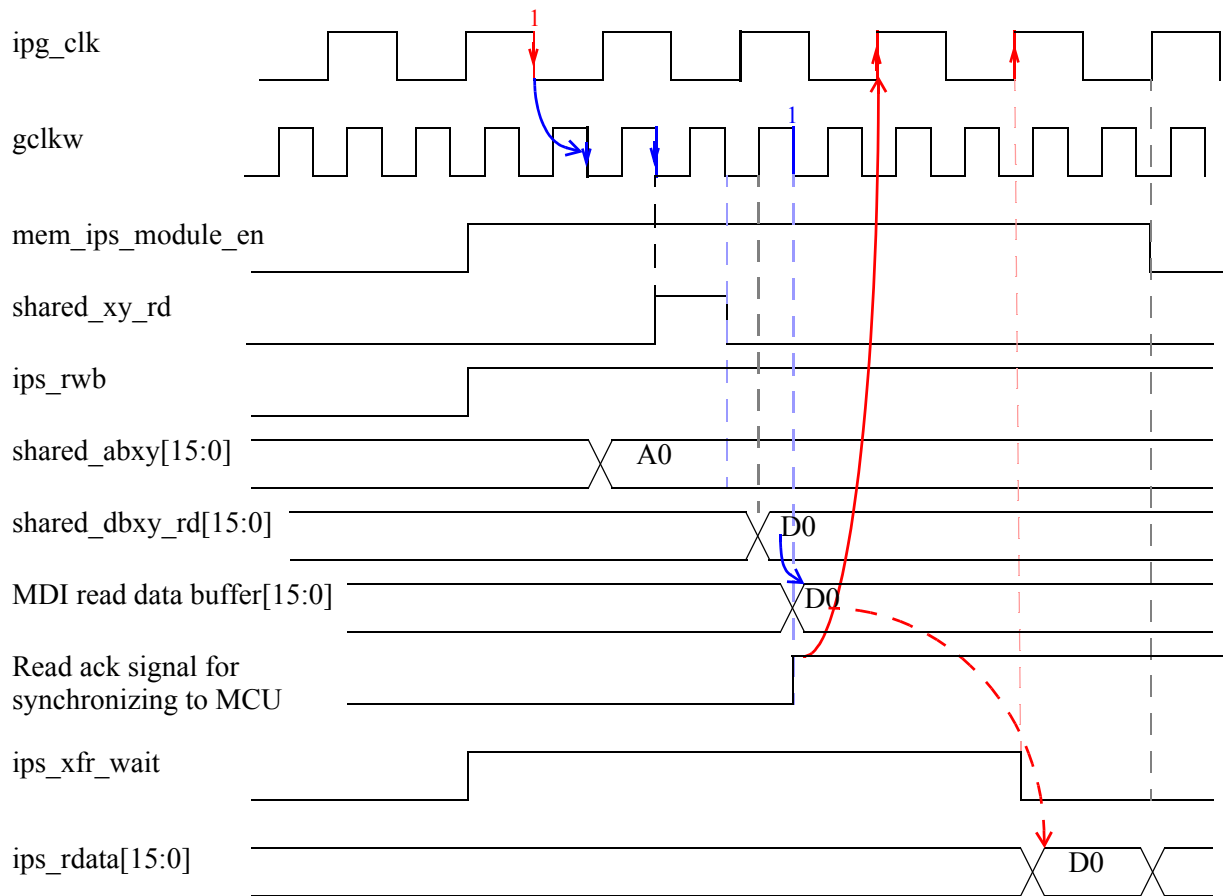 1
ipg_clk
1
gclkw
mem_ips_module_en
shared_xy_rd
ips_rwb
shared_abxy[15:0]
A0
shared_dbxy_rd[15:0]
D0
MDI read data buffer[15:0]
D0
Read ack signal for
synchronizing to MCU
ips_xfr_wait
ips_rdata[15:0]
D0